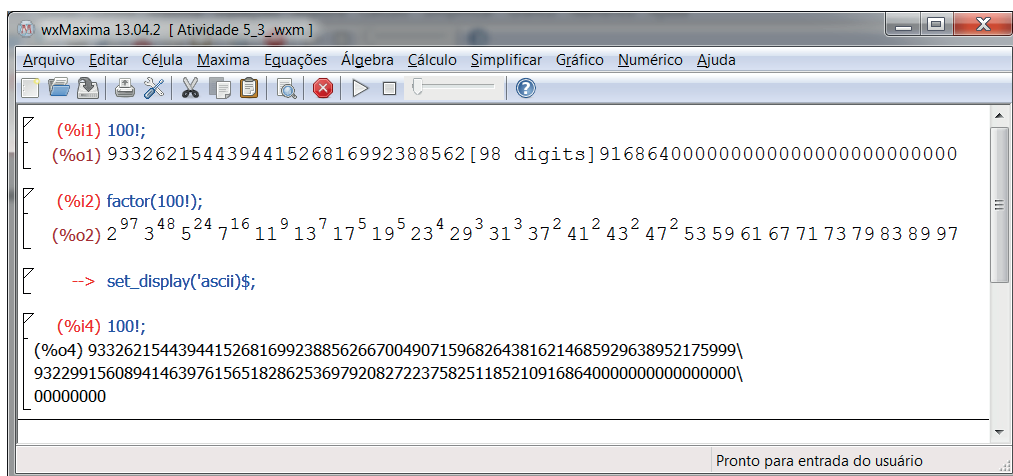 wxMaxima 13.04.2 [ Atividade 5_3_.wxm ]
Arquivo Editar Célula Maxima Equações Álgebra Cálculo Simplificar Gráfico Numérico Ajuda
(%i1) 100!;
(%o1) 933262154439441526816992388562[98 digits]916864000000000000000000000000
(%i2) factor(100!);
(%o2) 2^97 3^48 5^24 7^16 11^9 13^7 17^5 19^5 23^4 29^3 31^3 37^2 41^2 43^2 47^2 53 59 61 67 71 73 79 83 89 97
--> set_display('ascii)$;
(%i4) 100!;
(%o4) 933262154439441526816992388562667004907159682643816214685929638952175999\
932299156089414639761565182862536979208272237582511852109168640000000000000000\
00000000
Pronto para entrada do usuário